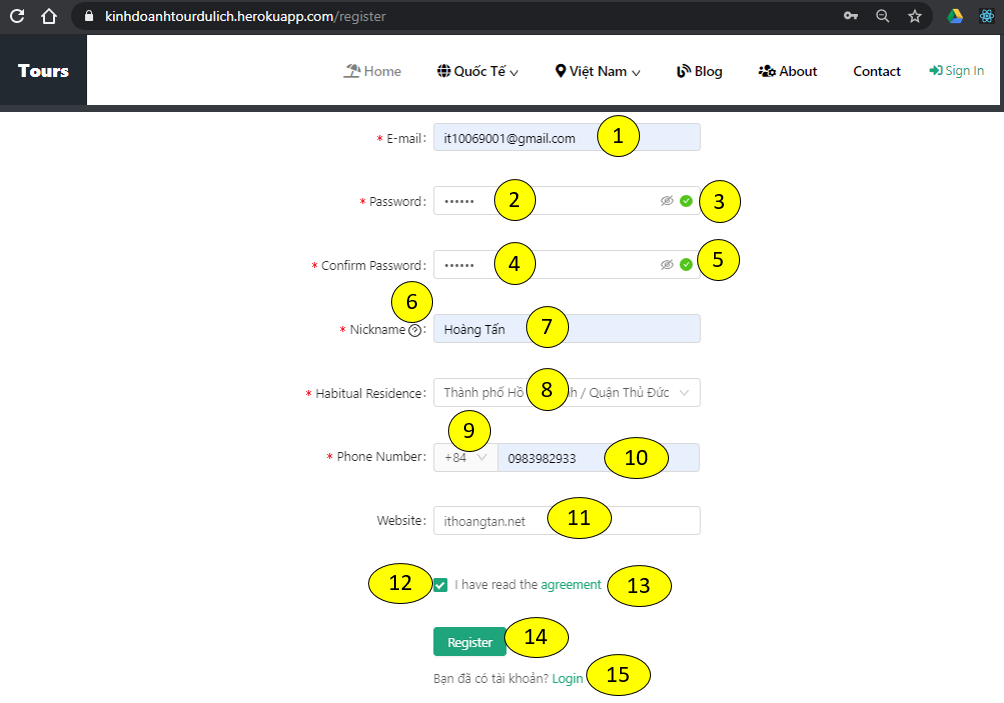 kinhdoanhtourdulich.herokuapp.com/register
Tours Home Quốc Tế Việt Nam Blog About Contact Sign In
* E-mail: it10069001@gmail.com 1
* Password: •••••• 2 3
* Confirm Password: •••••• 4 5
6
* Nickname : Hoàng Tấn 7
* Habitual Residence: Thành phố Hồ 8 / Quận Thủ Đức
9
* Phone Number: +84 0983982933 10
Website: ithoangtan.net 11
12 I have read the agreement 13
Register 14
Bạn đã có tài khoản? Login 15